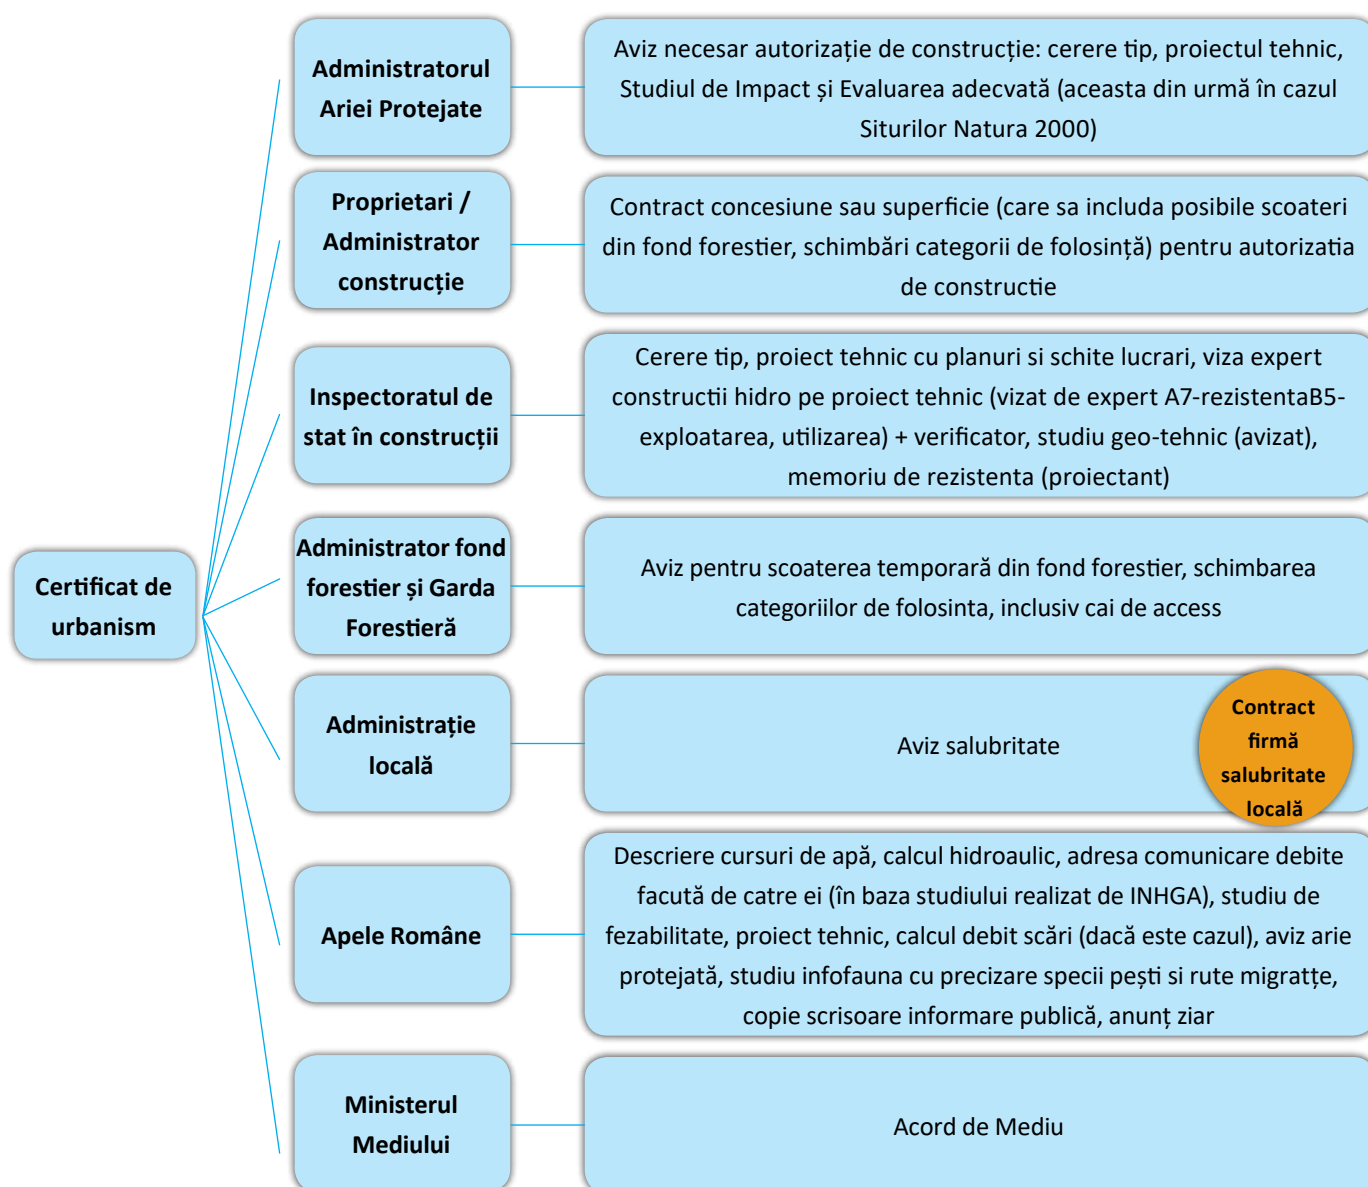 Certificat de
urbanism
Administratorul
Ariei Protejate
Aviz necesar autorizație de construcție: cerere tip, proiectul tehnic,
Studiul de Impact și Evaluarea adecvată (aceasta din urmă în cazul
Siturilor Natura 2000)
Proprietari /
Administrator
construcție
Contract concesiune sau superficie (care sa includa posibile scoateri
din fond forestier, schimbări categorii de folosință) pentru autorizatia
de constructie
Inspectoratul de
stat în construcții
Cerere tip, proiect tehnic cu planuri si schite lucrari, viza expert
constructii hidro pe proiect tehnic (vizat de expert A7-rezistentaB5-
exploatarea, utilizarea) + verificator, studiu geo-tehnic (avizat),
memoriu de rezistenta (proiectant)
Administrator fond
forestier și Garda
Forestieră
Aviz pentru scoaterea temporară din fond forestier, schimbarea
categoriilor de folosinta, inclusiv cai de access
Administrație
locală
Aviz salubritate
Contract
firmă
salubritate
locală
Apele Române
Descriere cursuri de apă, calcul hidroaulic, adresa comunicare debite
facută de catre ei (în baza studiului realizat de INHGA), studiu de
fezabilitate, proiect tehnic, calcul debit scări (dacă este cazul), aviz arie
protejată, studiu infofauna cu precizare specii pești si rute migratțe,
copie scrisoare informare publică, anunț ziar
Ministerul
Mediului
Acord de Mediu